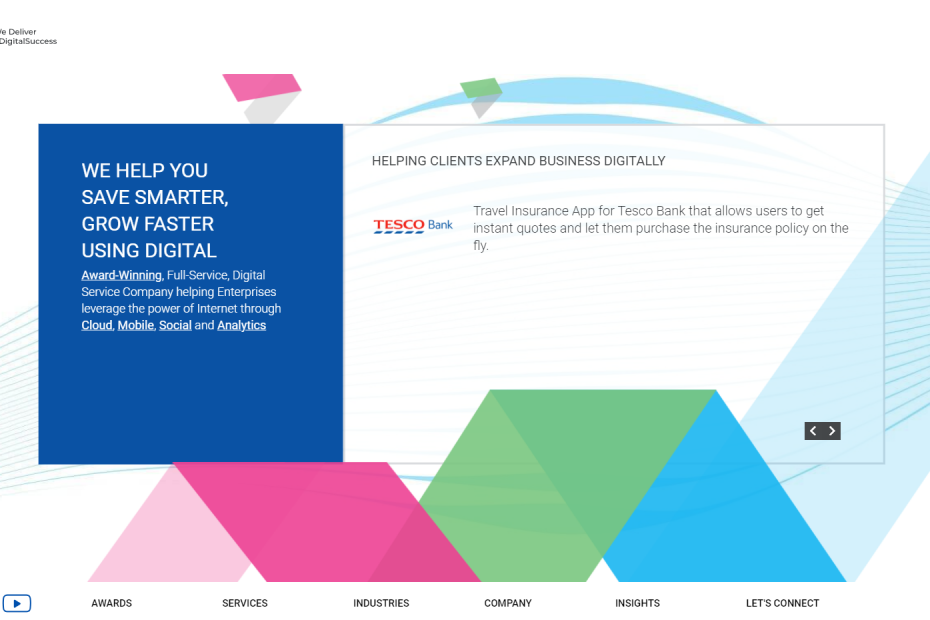 We Deliver
DigitalSuccess
WE HELP YOU
SAVE SMARTER,
GROW FASTER
USING DIGITAL
Award-Winning, Full-Service, Digital
Service Company helping Enterprises
leverage the power of Internet through
Cloud, Mobile, Social and Analytics
HELPING CLIENTS EXPAND BUSINESS DIGITALLY
TESCO Bank
Travel Insurance App for Tesco Bank that allows users to get
instant quotes and let them purchase the insurance policy on the
fly.
AWARDS
SERVICES
INDUSTRIES
COMPANY
INSIGHTS
LET'S CONNECT